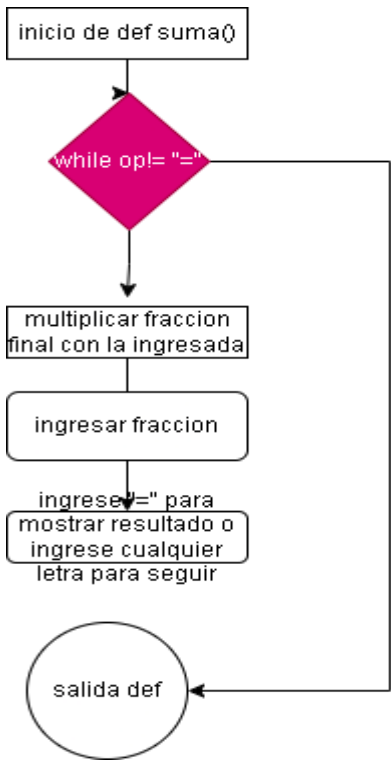 inicio de def suma()
while op!= "="
multiplicar fraccion
final con la ingresada
ingresar fraccion
ingrese "=" para
mostrar resultado o
ingrese cualquier
letra para seguir
salida def